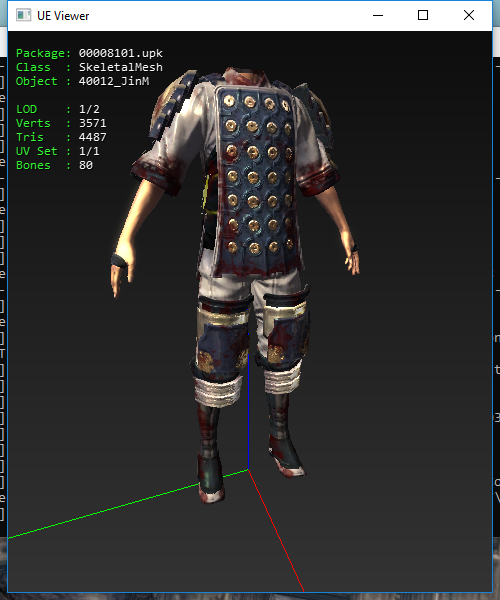 UE Viewer
Package: 00008101.upk
Class : SkeletalMesh
Object : 40012_JinM
LOD : 1/2
Verts : 3571
Tris : 4487
UV Set : 1/1
Bones : 80